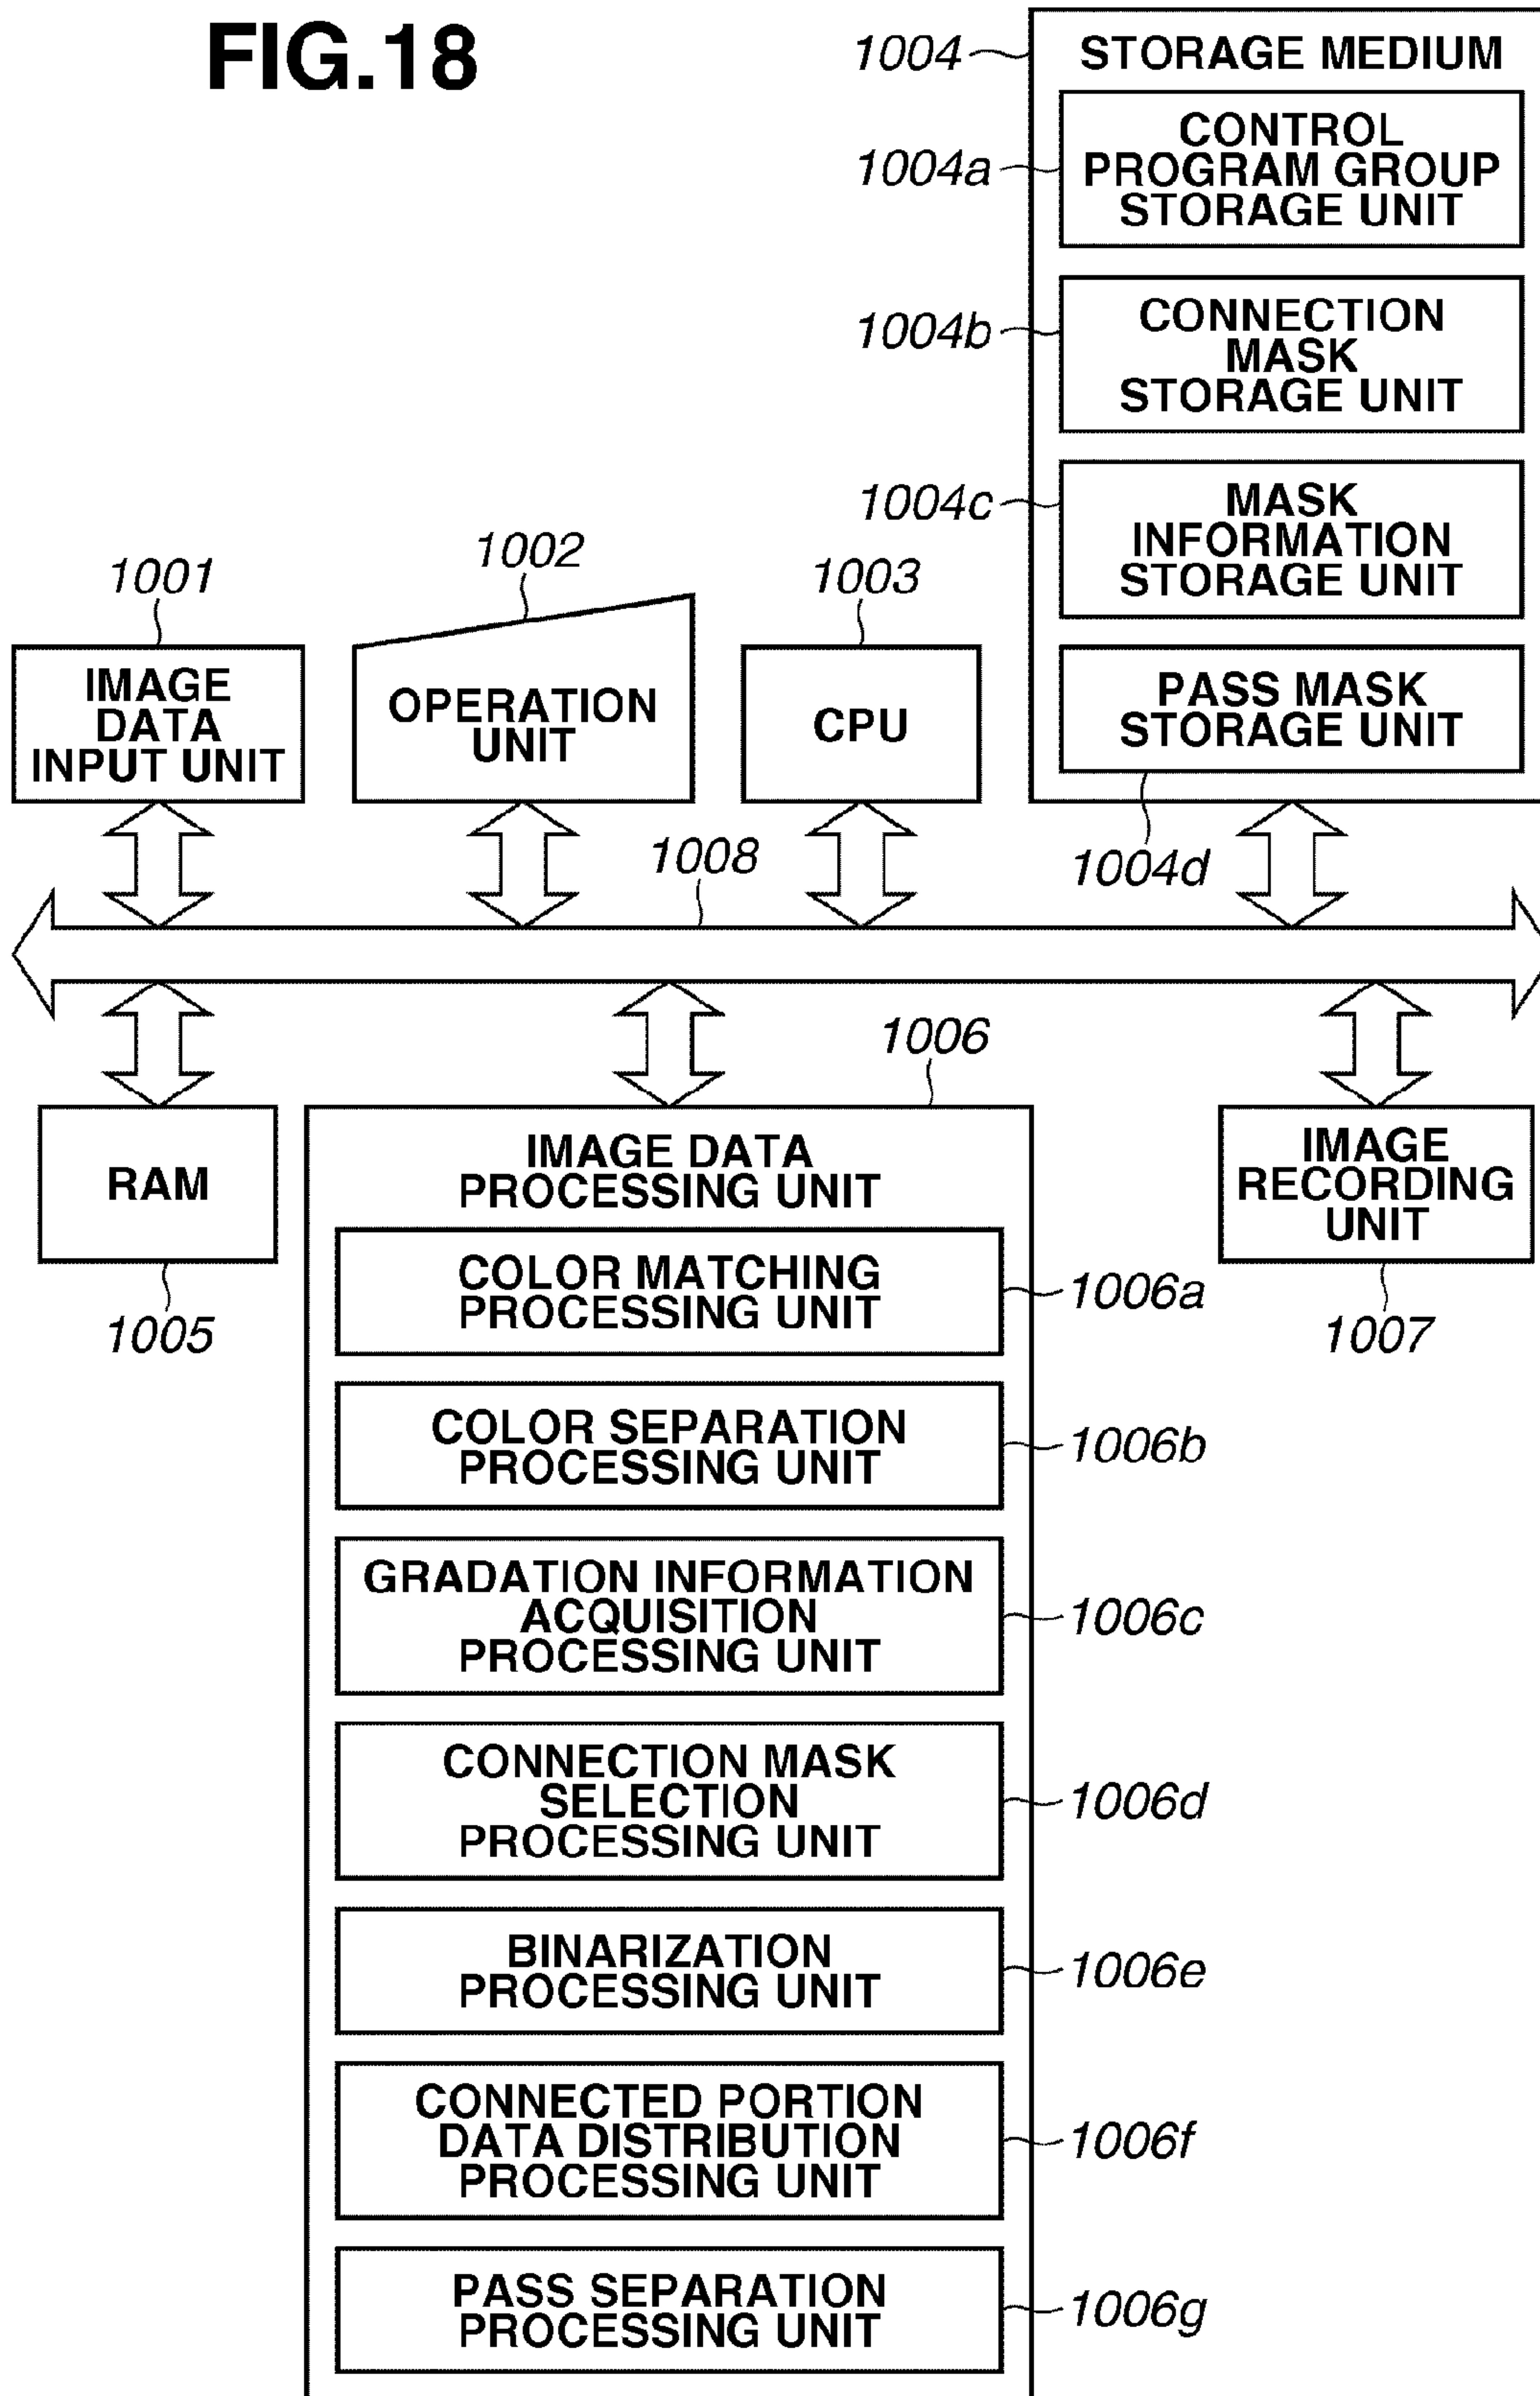 FIG.18
1004
STORAGE MEDIUM
1004a
CONTROL
PROGRAM GROUP
STORAGE UNIT
1004b
CONNECTION
MASK
STORAGE UNIT
1004c
MASK
INFORMATION
STORAGE UNIT
PASS MASK
STORAGE UNIT
1004d
1001
IMAGE
DATA
INPUT UNIT
1002
OPERATION
UNIT
1003
CPU
1008
RAM
1005
1006
IMAGE DATA
PROCESSING UNIT
COLOR MATCHING
PROCESSING UNIT
1006a
COLOR SEPARATION
PROCESSING UNIT
1006b
GRADATION INFORMATION
ACQUISITION
PROCESSING UNIT
1006c
CONNECTION MASK
SELECTION
PROCESSING UNIT
1006d
BINARIZATION
PROCESSING UNIT
1006e
CONNECTED PORTION
DATA DISTRIBUTION
PROCESSING UNIT
1006f
PASS SEPARATION
PROCESSING UNIT
1006g
IMAGE
RECORDING
UNIT
1007